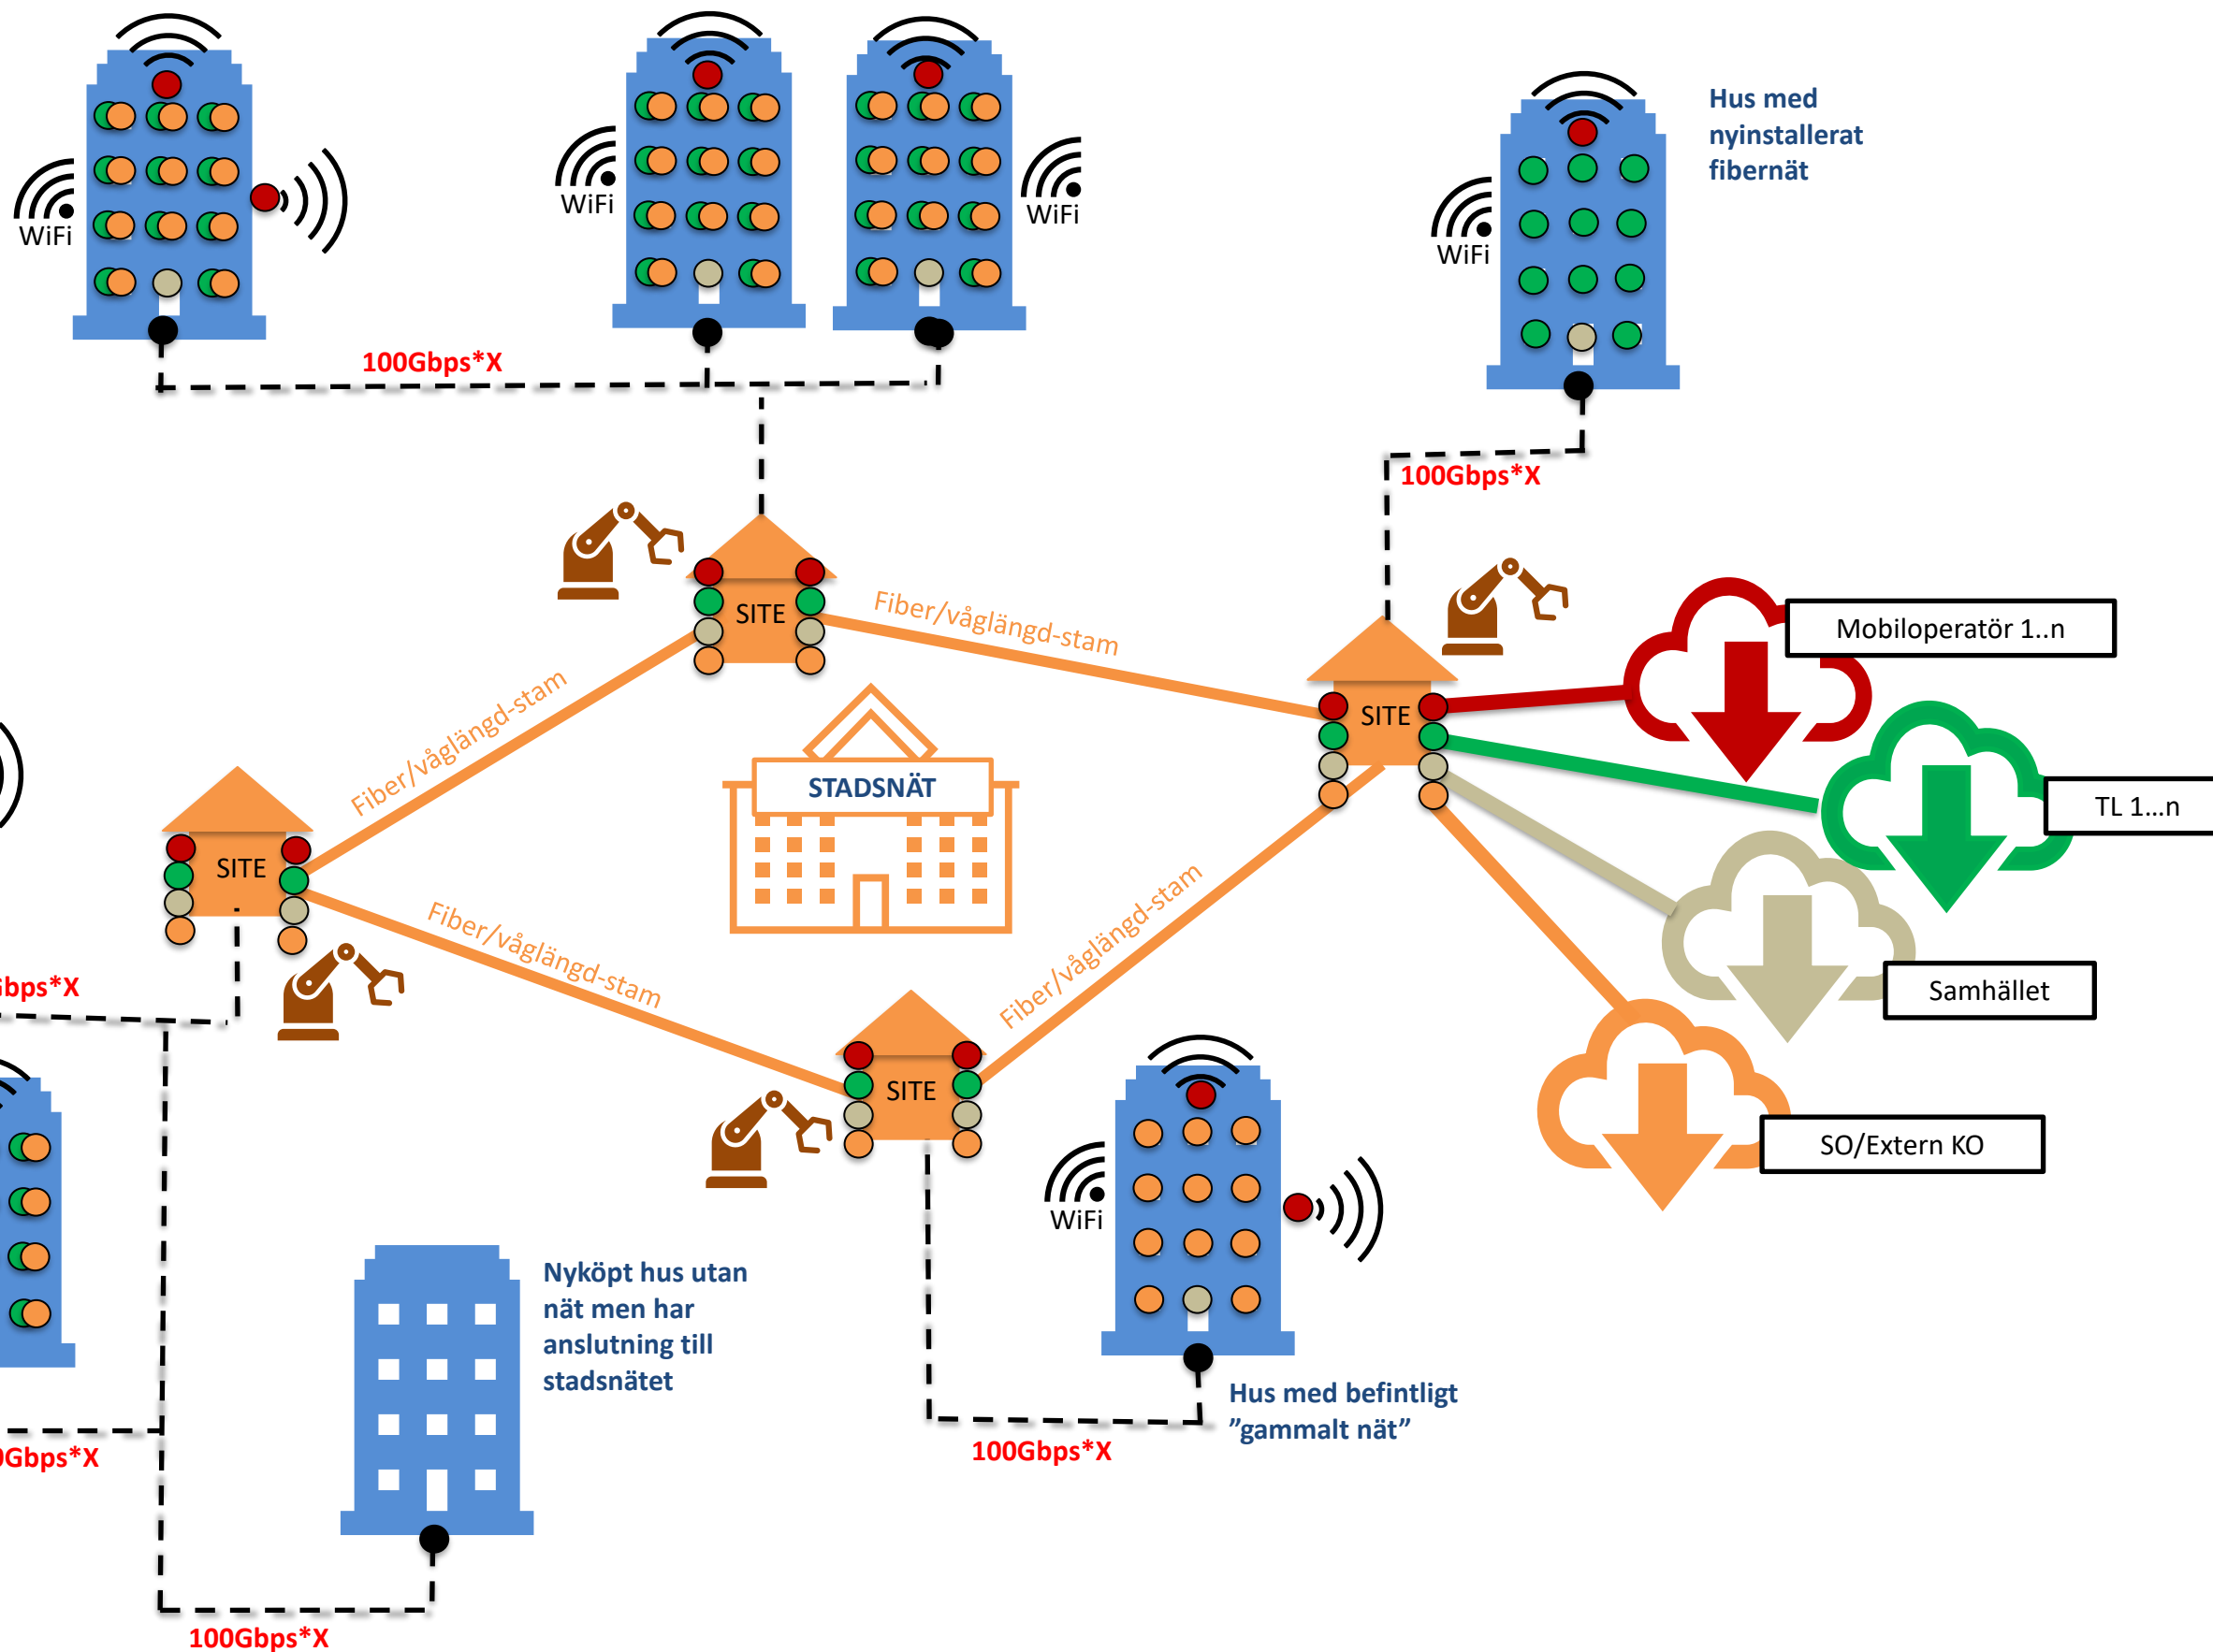 Hus med
nyinstallerat
fibernät
WiFi
WiFi
WiFi
WiFi
100Gbps*X
100Gbps*X
SITE
Fiber/våglängd-stam
Mobiloperatör 1..n
SITE
Fiber/våglängd-stam
STADSNÄT
TL 1...n
SITE
Fiber/våglängd-stam
Fiber/våglängd-stam
Samhället
Gbps*X
SITE
SO/Extern KO
WiFi
Nyköpt hus utan
nät men har
anslutning till
stadsnätet
Hus med befintligt
”gammalt nät”
100Gbps*X
0Gbps*X
100Gbps*X